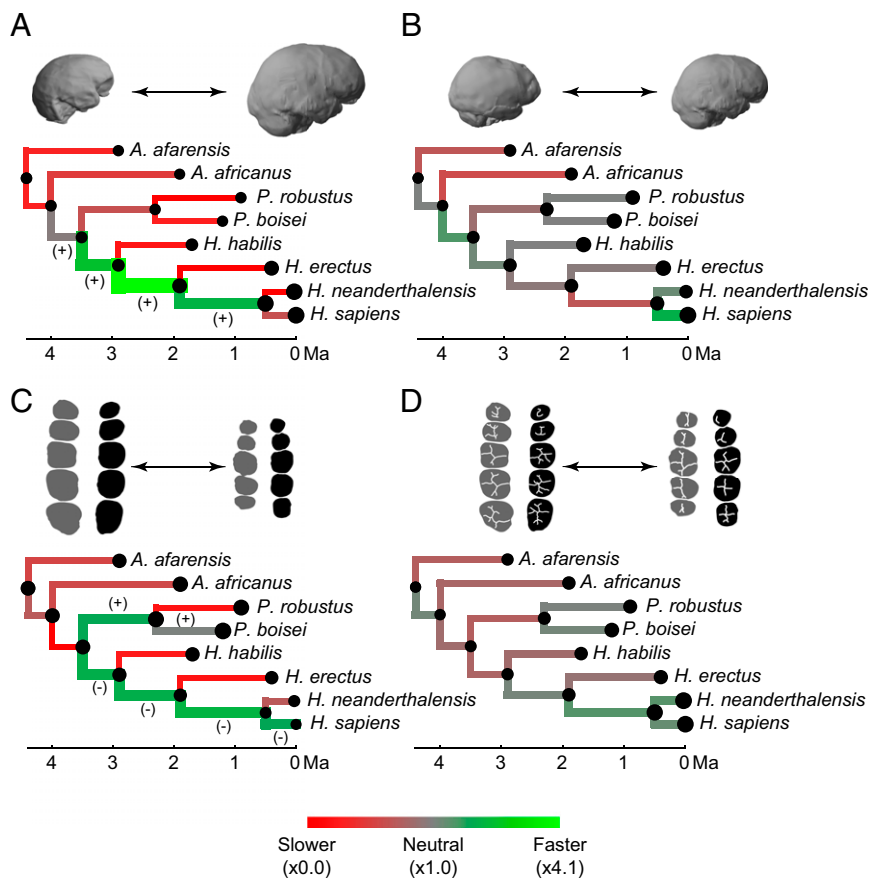 A
B
A. afarensis
A. africanus
P. robustus
P. boisei
(+)
H. habilis
(+)
H. erectus
(+)
H. neanderthalensis
(+)
H. sapiens
4 3 2 1 0 Ma
A. afarensis
A. africanus
P. robustus
P. boisei
H. habilis
H. erectus
H. neanderthalensis
H. sapiens
4 3 2 1 0 Ma
C
D
A. afarensis
A. africanus
(+)
P. robustus
(+)
P. boisei
H. habilis
(-)
H. erectus
(-)
H. neanderthalensis
(-)
H. sapiens
(-)
4 3 2 1 0 Ma
A. afarensis
A. africanus
P. robustus
P. boisei
H. habilis
H. erectus
H. neanderthalensis
H. sapiens
4 3 2 1 0 Ma
Slower Neutral Faster
(x0.0) (x1.0) (x4.1)